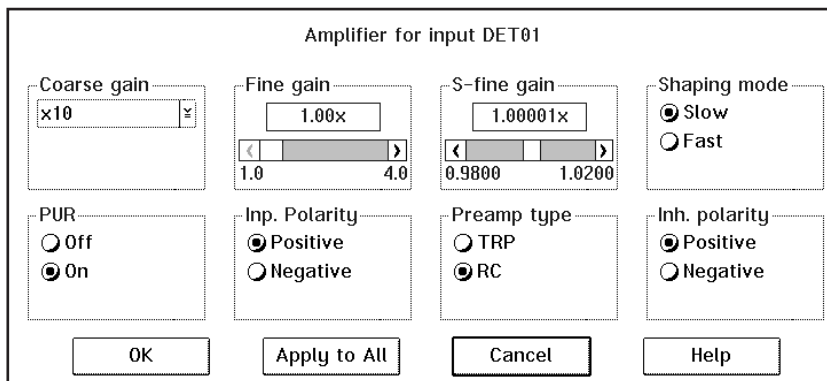 Amplifier for input DET01
Coarse gain
x10
Fine gain
1.00x
1.0 4.0
S-fine gain
1.00001x
0.9800 1.0200
Shaping mode
Slow
Fast
PUR
Off
On
Inp. Polarity
Positive
Negative
Preamp type
TRP
RC
Inh. polarity
Positive
Negative
OK
Apply to All
Cancel
Help